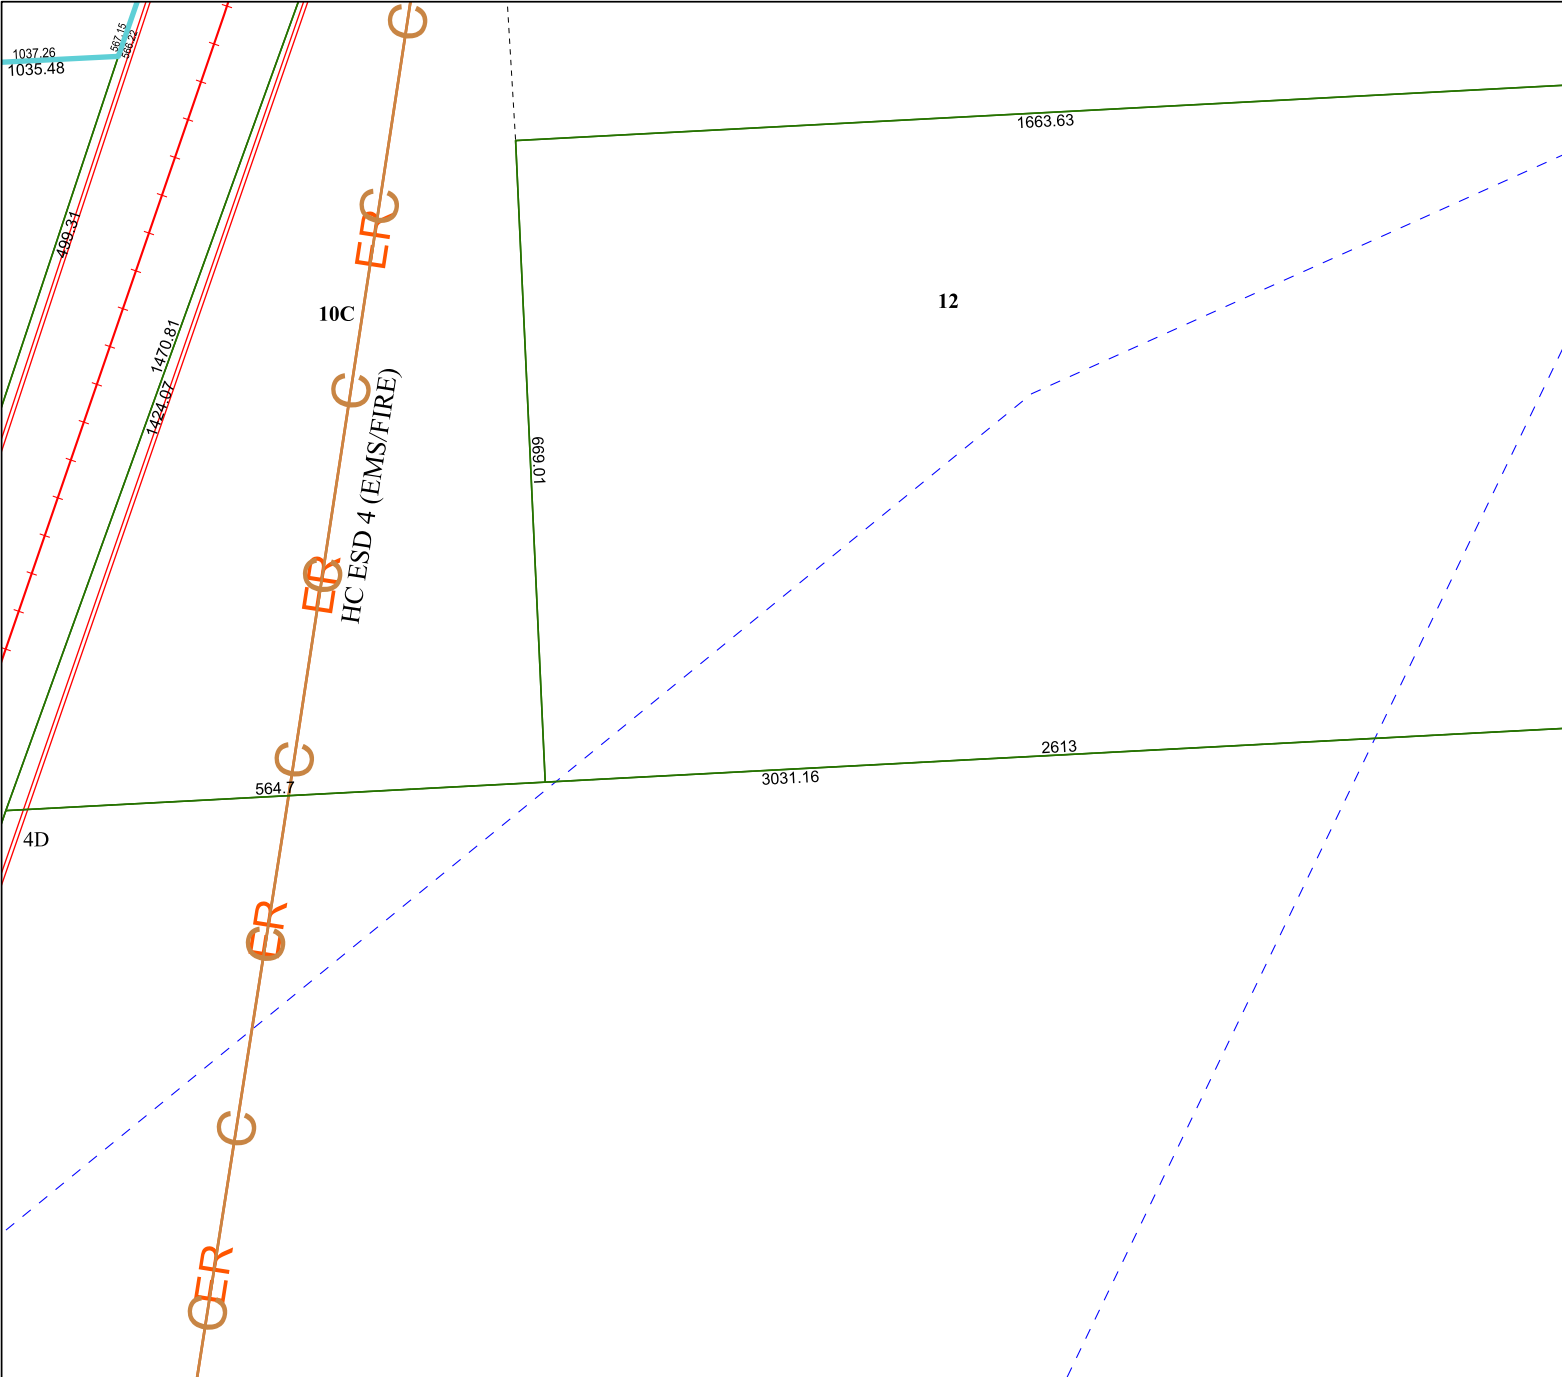 C
567.15
566.22
1037.26
1035.48
1663.63
C
ER
499.31
12
10C
1470.81
C
1424.07
HC ESD 4 (EMS/FIRE)
669.01
C
ER
2613
C
3031.16
564.7
4D
ER
C
C
ER
C